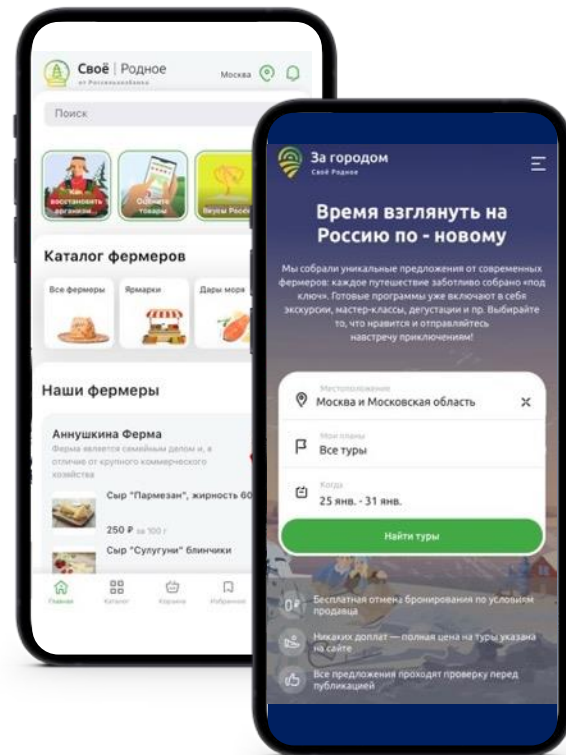 Своё | Родное
от Россельхозбанка
Москва
Поиск
Как
восстановить
организм...
Оцените
товары
Вкусы Росс
Каталог фермеров
Все фермеры
Ярмарки
Дары моря
Наши фермеры
Аннушкина Ферма
Ферма является семейным делом и, в
отличие от крупного коммерческого
хозяйства
Сыр "Пармезан", жирность 60
250 ₽ за 100 г
Сыр "Сулугуни" блинчики
Главная
Каталог
Корзина
Избранное
За городом
Своё Родное
Время взглянуть на
Россию по - новому
Мы собрали уникальные предложения от современных
фермеров: каждое путешествие заботливо собрано «под
ключ». Готовые программы уже включают в себя
экскурсии, мастер-классы, дегустации и пр. Выбирайте
то, что нравится и отправляйтесь
навстречу приключениям!
Местоположение
Москва и Московская область
Мои планы
Все туры
Когда
25 янв. - 31 янв.
Найти туры
0₽
Бесплатная отмена бронирования по условиям
продавца
Никаких доплат — полная цена на туры указана
на сайте
Все предложения проходят проверку перед
публикацией